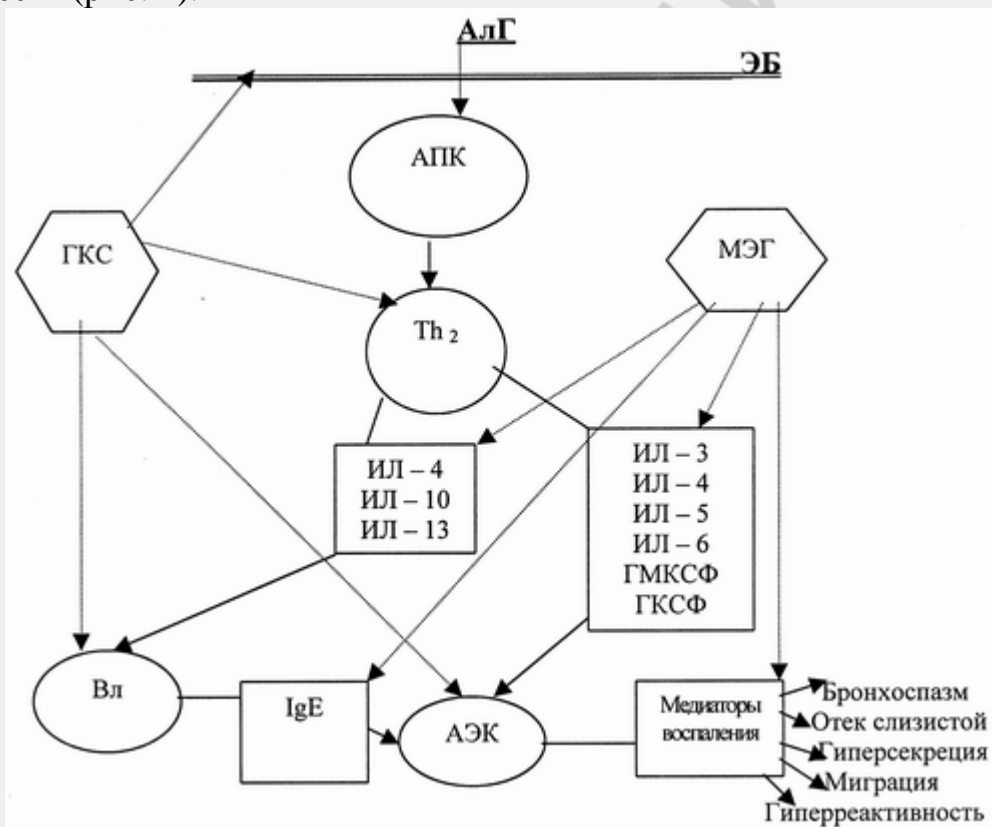 АлГ
ЭБ
АПК
ГКС
МЭГ
Th 2
ИЛ – 4
ИЛ – 10
ИЛ – 13
ИЛ – 3
ИЛ – 4
ИЛ – 5
ИЛ – 6
ГМКСФ
ГКСФ
Вл
IgE
АЭК
Медиаторы
воспаления
Бронхоспазм
Отек слизистой
Гиперсекреция
Миграция
Гиперреактивность